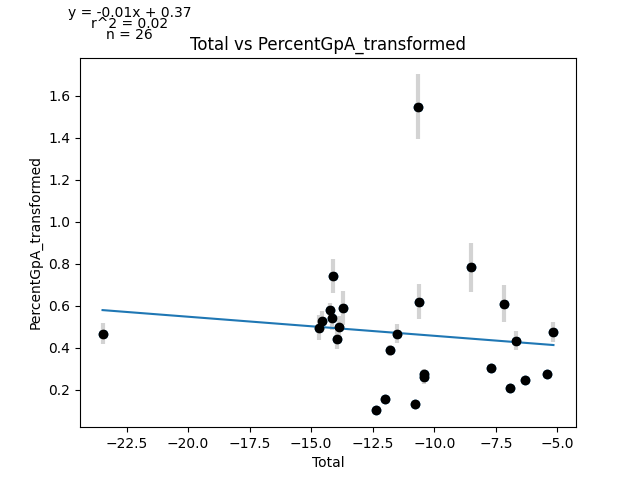 y = -0.01x + 0.37
r^2 = 0.02
n = 26
Total vs PercentGpA_transformed
PercentGpA_transformed
1.6
1.4
1.2
1.0
0.8
0.6
0.4
0.2
−22.5 −20.0 −17.5 −15.0 −12.5 −10.0 −7.5 −5.0
Total